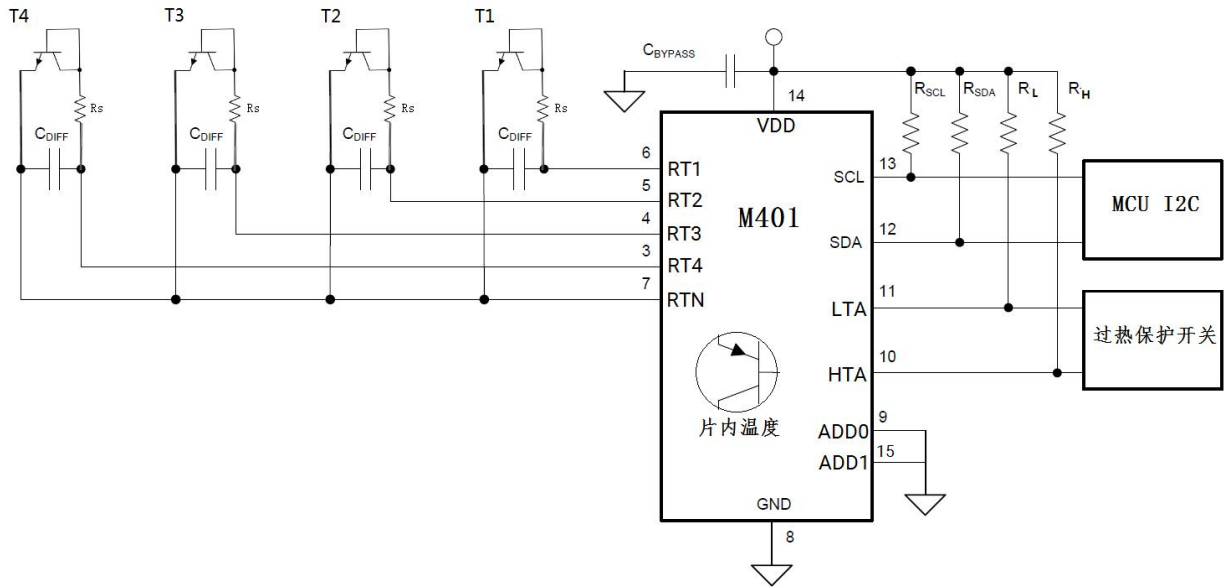 T4
T3
T2
T1
Rs
Rs
Rs
Rs
CDIFF
CDIFF
CDIFF
CDIFF
CBYPASS
RSCL
RSDA
RL
RH
14
VDD
6
RT1
5
RT2
4
RT3
3
RT4
7
RTN
M401
片内温度
SCL
13
SDA
12
LTA
11
HTA
10
ADD0
9
ADD1
15
GND
8
MCU I2C
过热保护开关